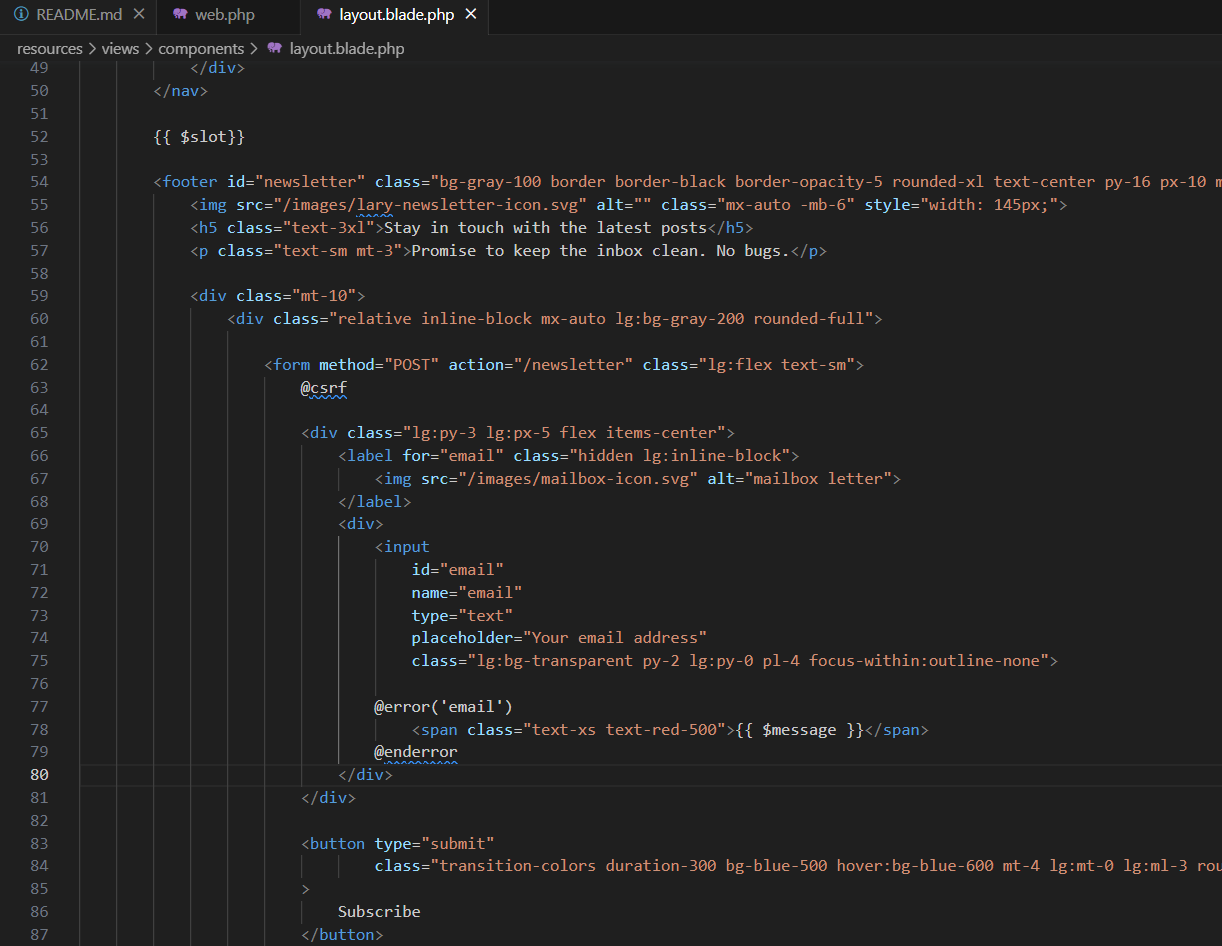 README.md
web.php
layout.blade.php
resources > views > components > layout.blade.php
49 </div>
50 </nav>
51
52 {{ $slot}}
53
54 <footer id="newsletter" class="bg-gray-100 border border-black border-opacity-5 rounded-xl text-center py-16 px-10 m
55 <img src="/images/lary-newsletter-icon.svg" alt="" class="mx-auto -mb-6" style="width: 145px;">
56 <h5 class="text-3xl">Stay in touch with the latest posts</h5>
57 <p class="text-sm mt-3">Promise to keep the inbox clean. No bugs.</p>
58
59 <div class="mt-10">
60 <div class="relative inline-block mx-auto lg:bg-gray-200 rounded-full">
61
62 <form method="POST" action="/newsletter" class="lg:flex text-sm">
63 @csrf
64
65 <div class="lg:py-3 lg:px-5 flex items-center">
66 <label for="email" class="hidden lg:inline-block">
67 <img src="/images/mailbox-icon.svg" alt="mailbox letter">
68 </label>
69 <div>
70 <input
71 id="email"
72 name="email"
73 type="text"
74 placeholder="Your email address"
75 class="lg:bg-transparent py-2 lg:py-0 pl-4 focus-within:outline-none">
76
77 @error('email')
78 <span class="text-xs text-red-500">{{ $message }}</span>
79 @enderror
80 </div>
81 </div>
82
83 <button type="submit"
84 class="transition-colors duration-300 bg-blue-500 hover:bg-blue-600 mt-4 lg:mt-0 lg:ml-3 rou
85 >
86 Subscribe
87 </button>